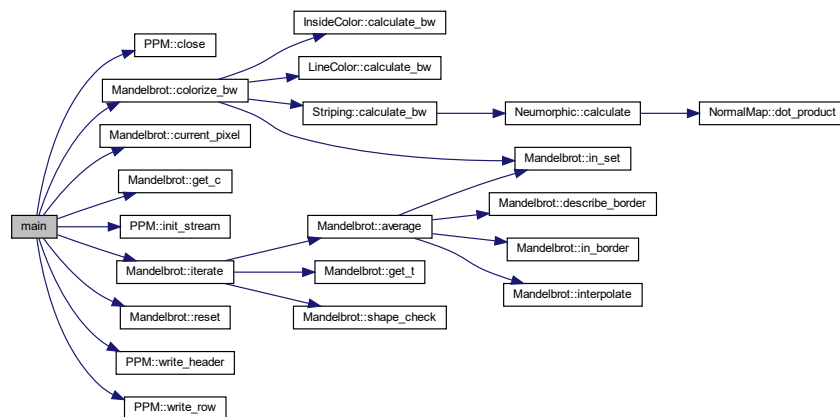 InsideColor::calculate_bw
PPM::close
LineColor::calculate_bw
Mandelbrot::colorize_bw
Striping::calculate_bw
Neumorphic::calculate
NormalMap::dot_product
Mandelbrot::current_pixel
Mandelbrot::in_set
Mandelbrot::get_c
Mandelbrot::describe_border
main
PPM::init_stream
Mandelbrot::average
Mandelbrot::in_border
Mandelbrot::iterate
Mandelbrot::get_t
Mandelbrot::interpolate
Mandelbrot::reset
Mandelbrot::shape_check
PPM::write_header
PPM::write_row